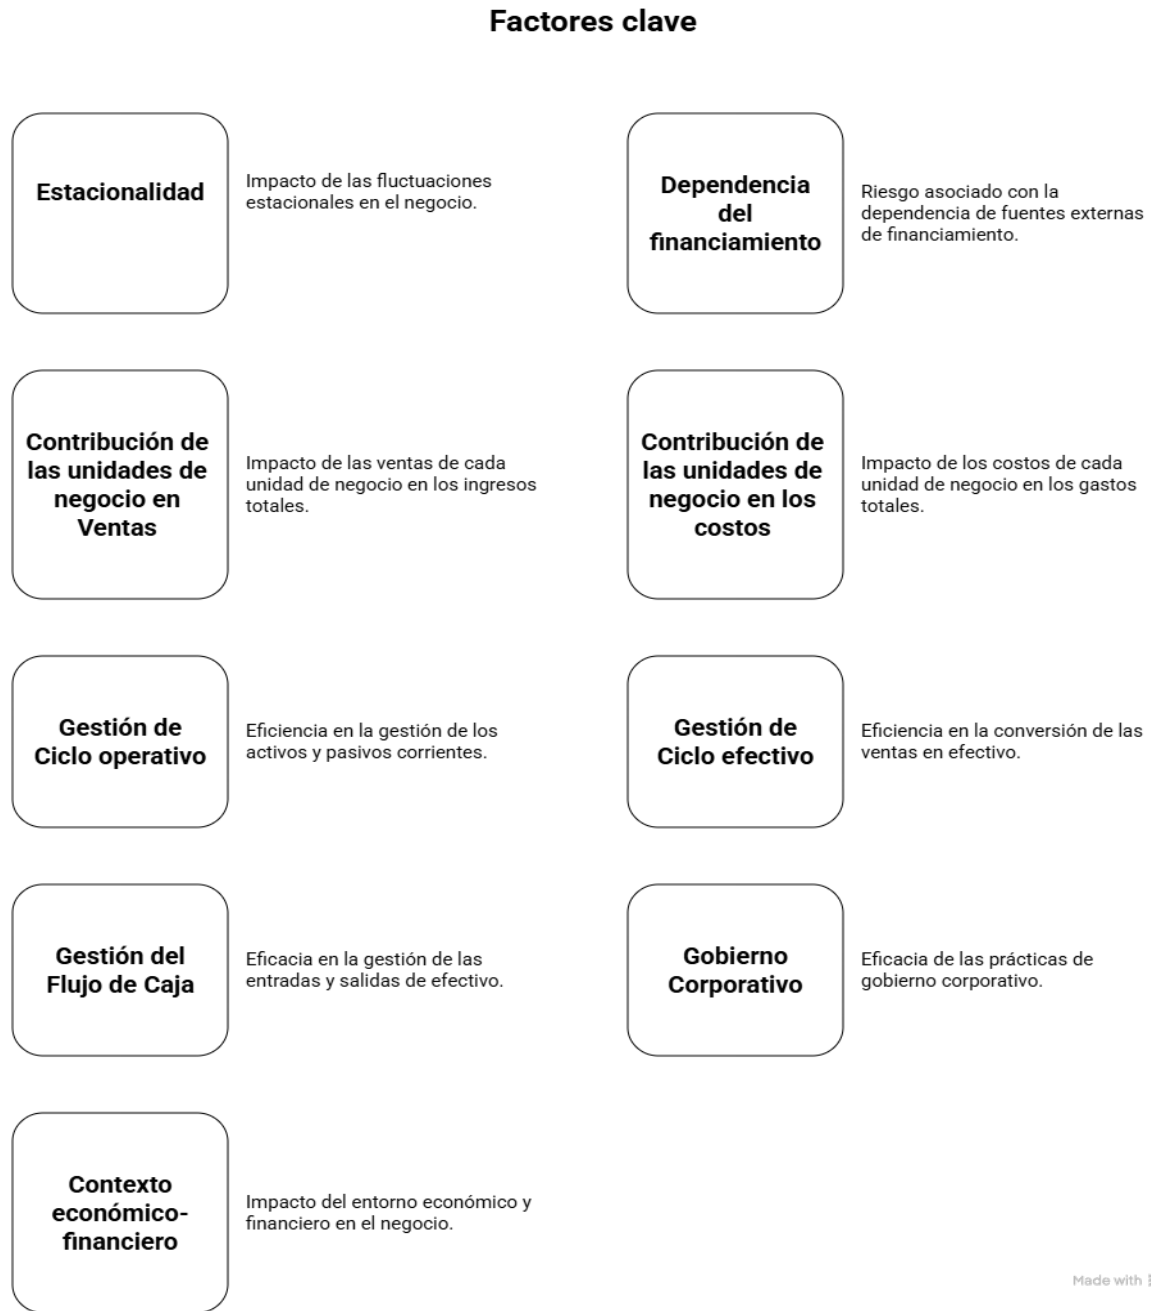 Factores clave
Estacionalidad
Impacto de las fluctuaciones
estacionales en el negocio.
Dependencia
del
financiamiento
Riesgo asociado con la
dependencia de fuentes externas
de financiamiento.
Contribución de
las unidades de
negocio en
Ventas
Impacto de las ventas de cada
unidad de negocio en los ingresos
totales.
Contribución de
las unidades de
negocio en los
costos
Impacto de los costos de cada
unidad de negocio en los gastos
totales.
Gestión de
Ciclo operativo
Eficiencia en la gestión de los
activos y pasivos corrientes.
Gestión de
Ciclo efectivo
Eficiencia en la conversión de las
ventas en efectivo.
Gestión del
Flujo de Caja
Eficacia en la gestión de las
entradas y salidas de efectivo.
Gobierno
Corporativo
Eficacia de las prácticas de
gobierno corporativo.
Contexto
económico-
financiero
Impacto del entorno económico y
financiero en el negocio.
Made with